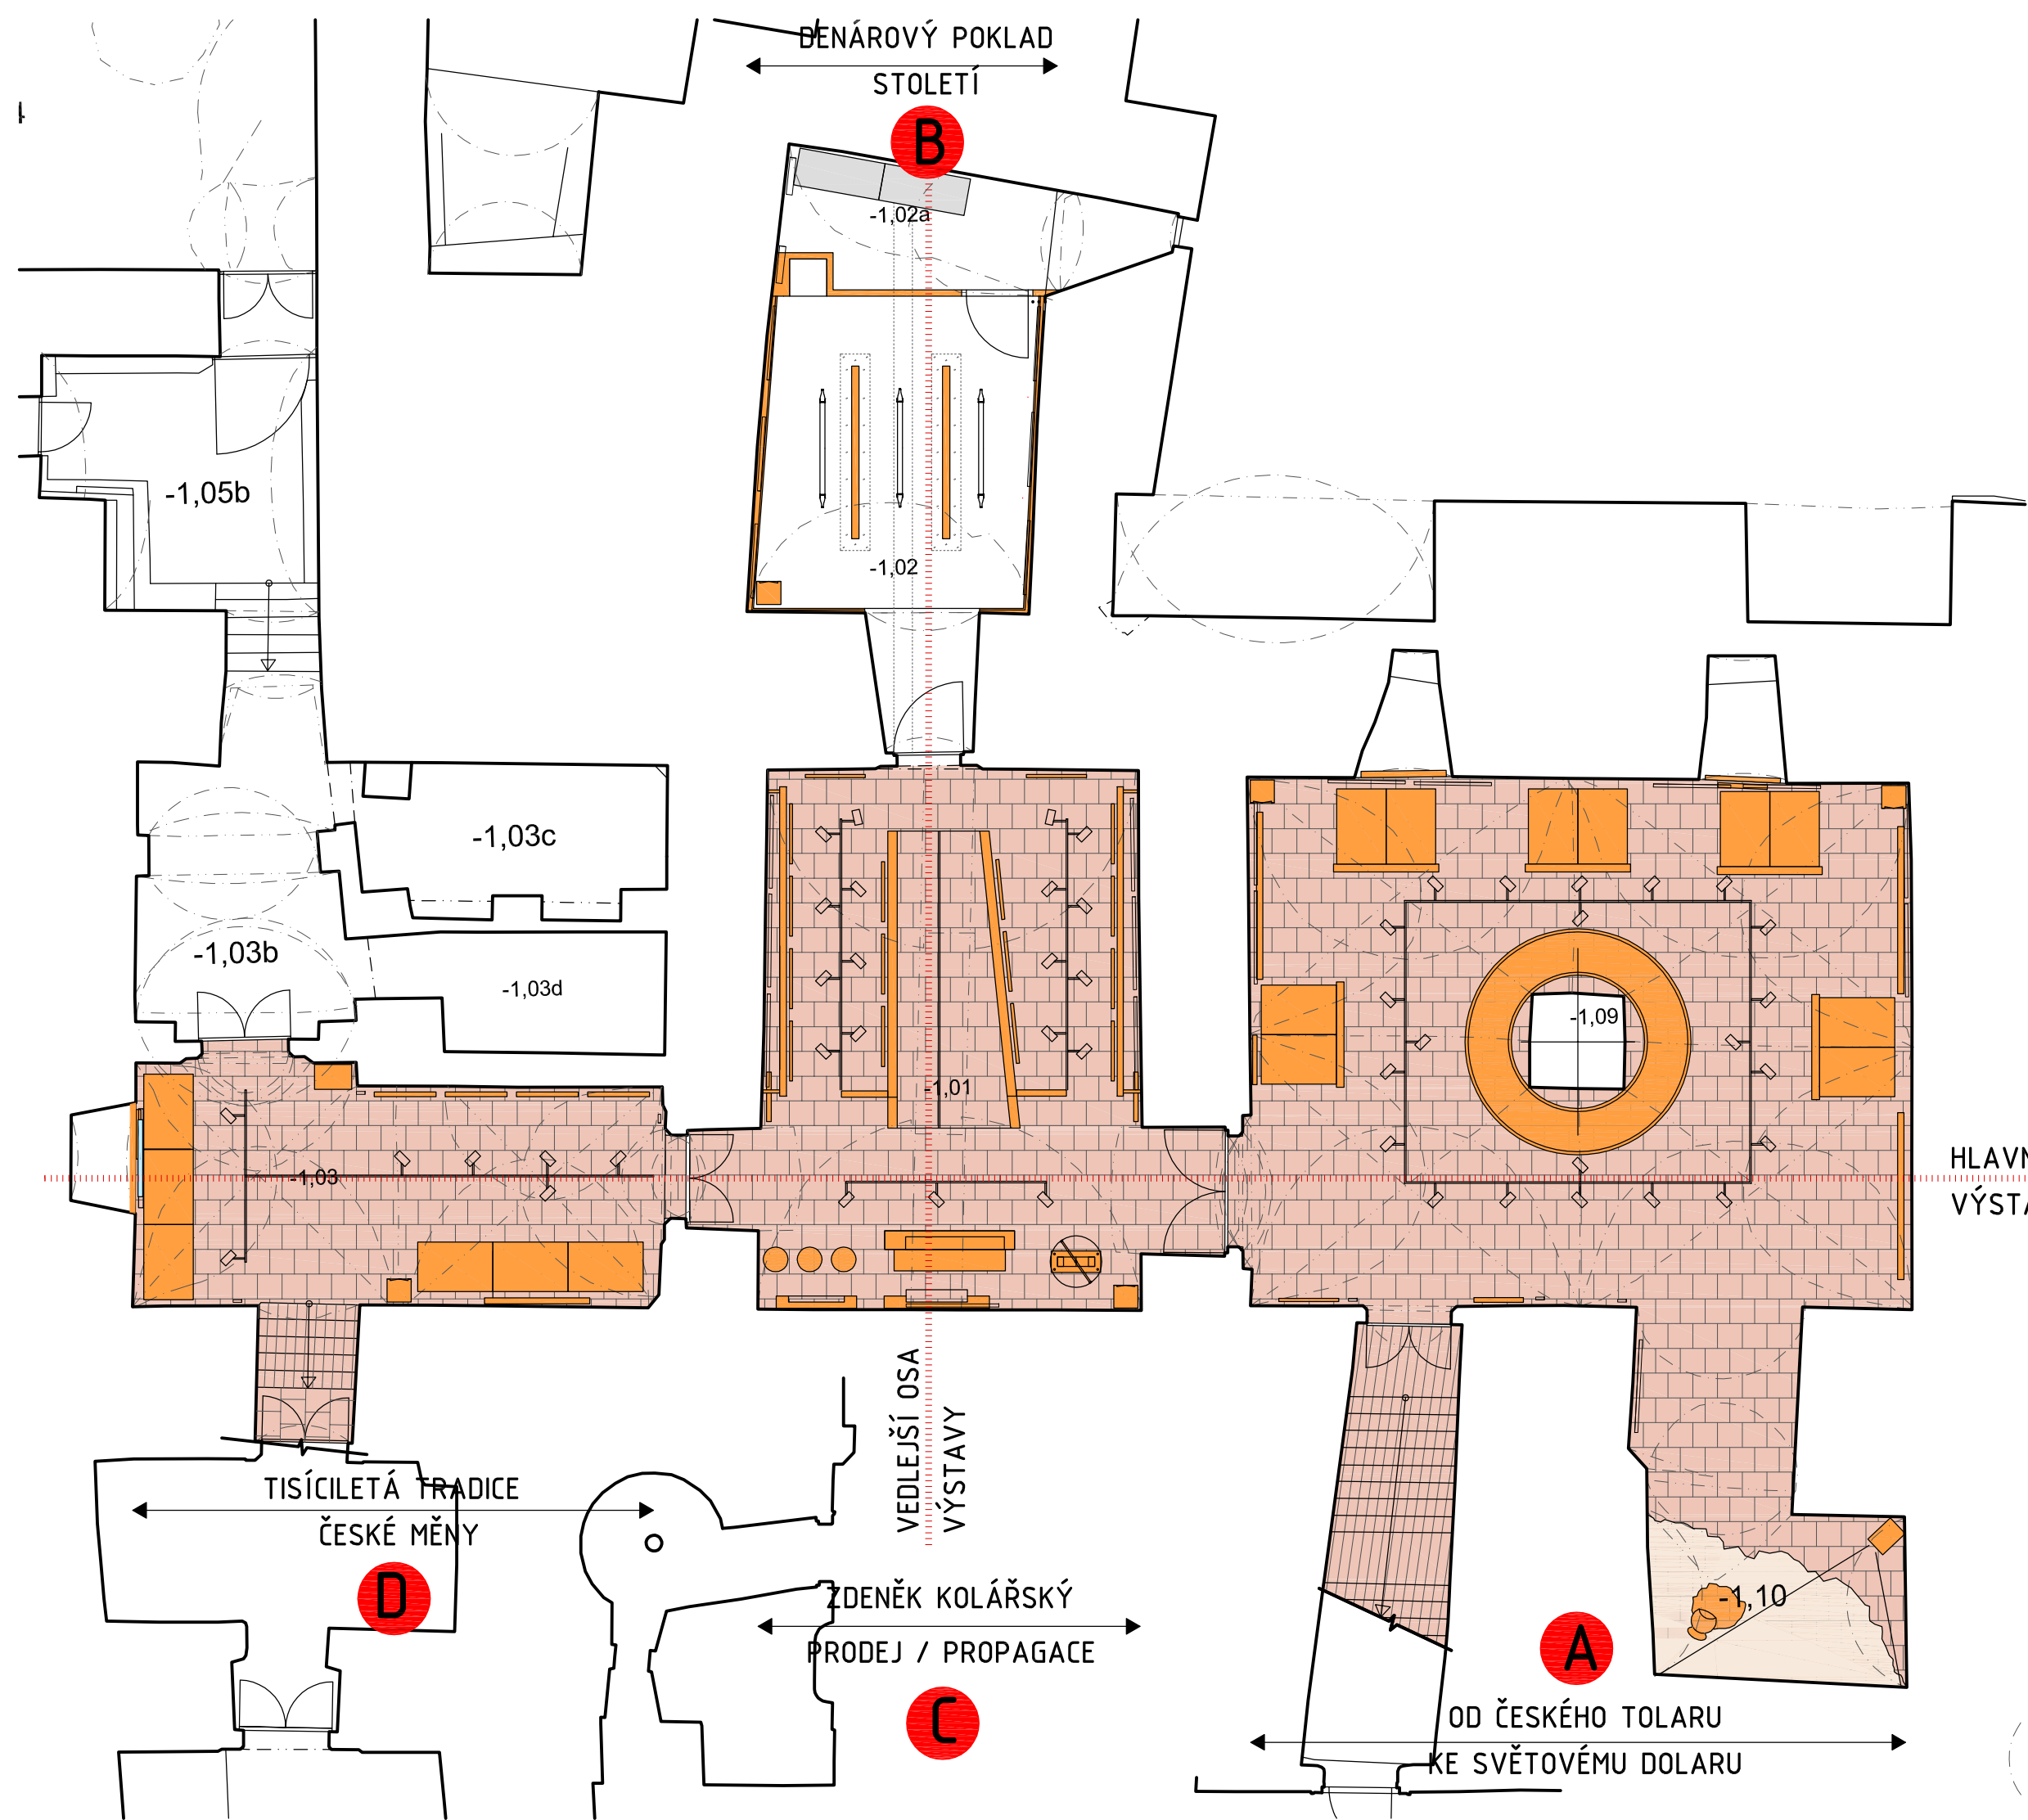 DENÁROVÝ POKLAD
STOLETÍ
B
-1,02a
-1,05b
-1,02
-1,03c
-1,03b
-1,03d
-1,09
-1,01
-1,03
HLAVN
VÝSTA
VEDLEJŠÍ OSA
VÝSTAVY
TISÍCILETÁ TRADICE
ČESKÉ MĚNY
D
ZDENĚK KOLÁŘSKÝ
PRODEJ / PROPAGACE
C
-1,10
A
OD ČESKÉHO TOLARU
KE SVĚTOVÉMU DOLARU